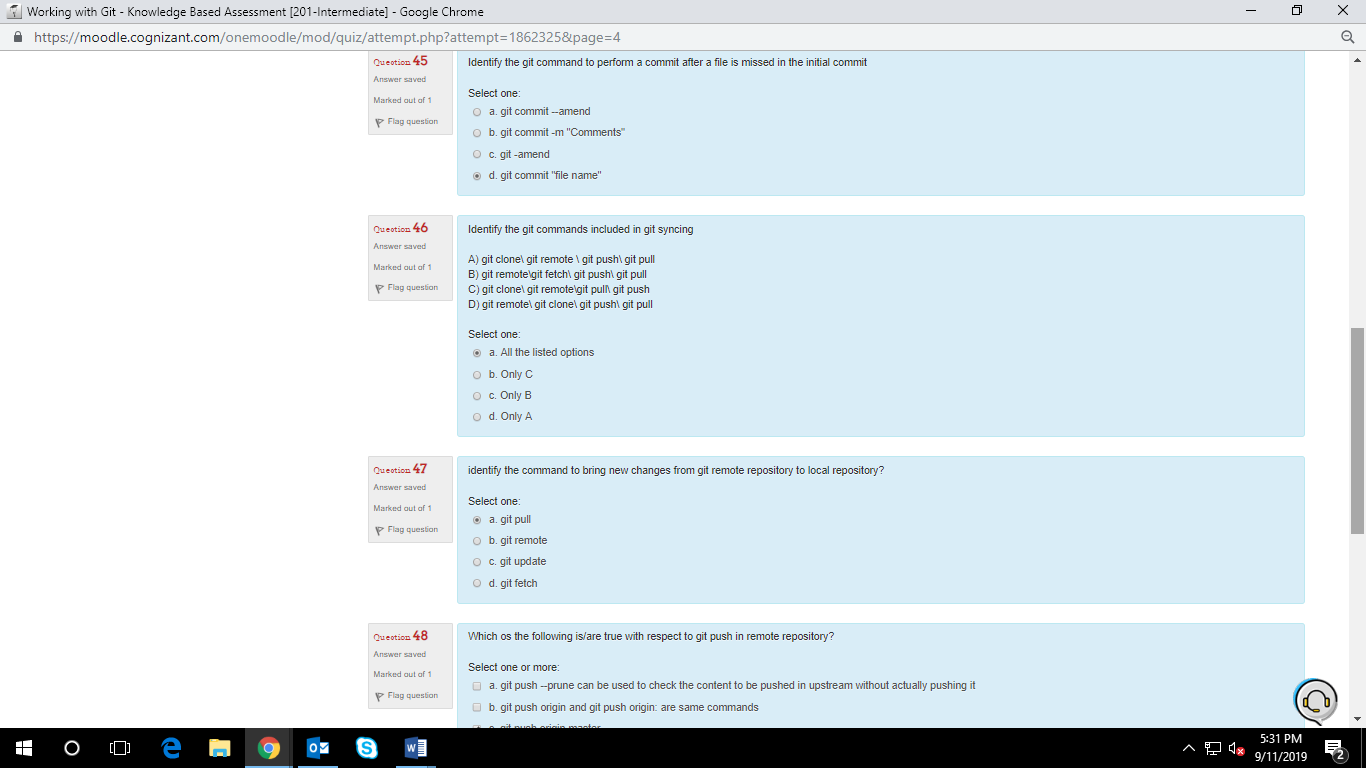 Working with Git - Knowledge Based Assessment [201-Intermediate] - Google Chrome
https://moodle.cognizant.com/onemoodle/mod/quiz/attempt.php?attempt=1862325&page=4
Question 45
Answer saved
Marked out of 1
Flag question
Identify the git command to perform a commit after a file is missed in the initial commit
Select one:
a. git commit --amend
b. git commit -m "Comments"
c. git -amend
d. git commit "file name"
Question 46
Answer saved
Marked out of 1
Flag question
Identify the git commands included in git syncing
A) git clone\ git remote \ git push\ git pull
B) git remote\git fetch\ git push\ git pull
C) git clone\ git remote\git pull\ git push
D) git remote\ git clone\ git push\ git pull
Select one:
a. All the listed options
b. Only C
c. Only B
d. Only A
Question 47
Answer saved
Marked out of 1
Flag question
identify the command to bring new changes from git remote repository to local repository?
Select one:
a. git pull
b. git remote
c. git update
d. git fetch
Question 48
Answer saved
Marked out of 1
Flag question
Which os the following is/are true with respect to git push in remote repository?
Select one or more:
a. git push --prune can be used to check the content to be pushed in upstream without actually pushing it
b. git push origin and git push origin: are same commands
c. git push origin master
5:31 PM
9/11/2019
2